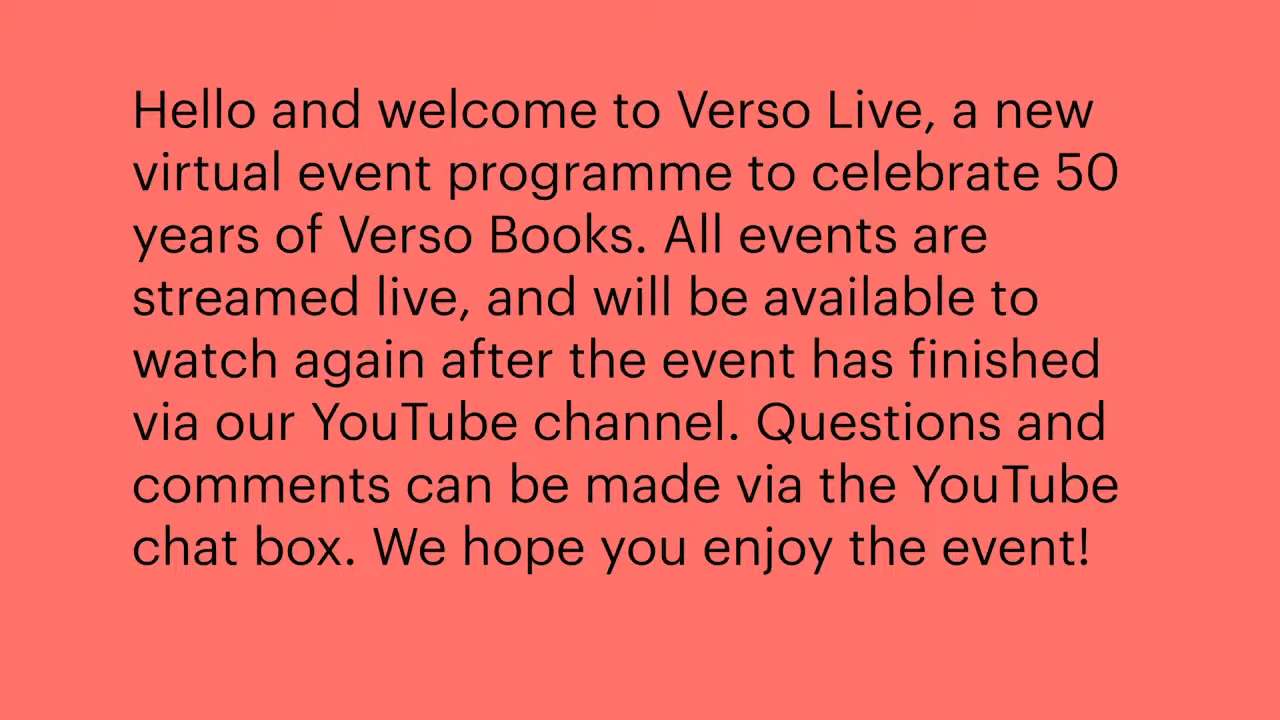 Hello and welcome to Verso Live, a new
virtual event programme to celebrate 50
years of Verso Books. All events are
streamed live, and will be available to
watch again after the event has finished
via our YouTube channel. Questions and
comments can be made via the YouTube
chat box. We hope you enjoy the event!